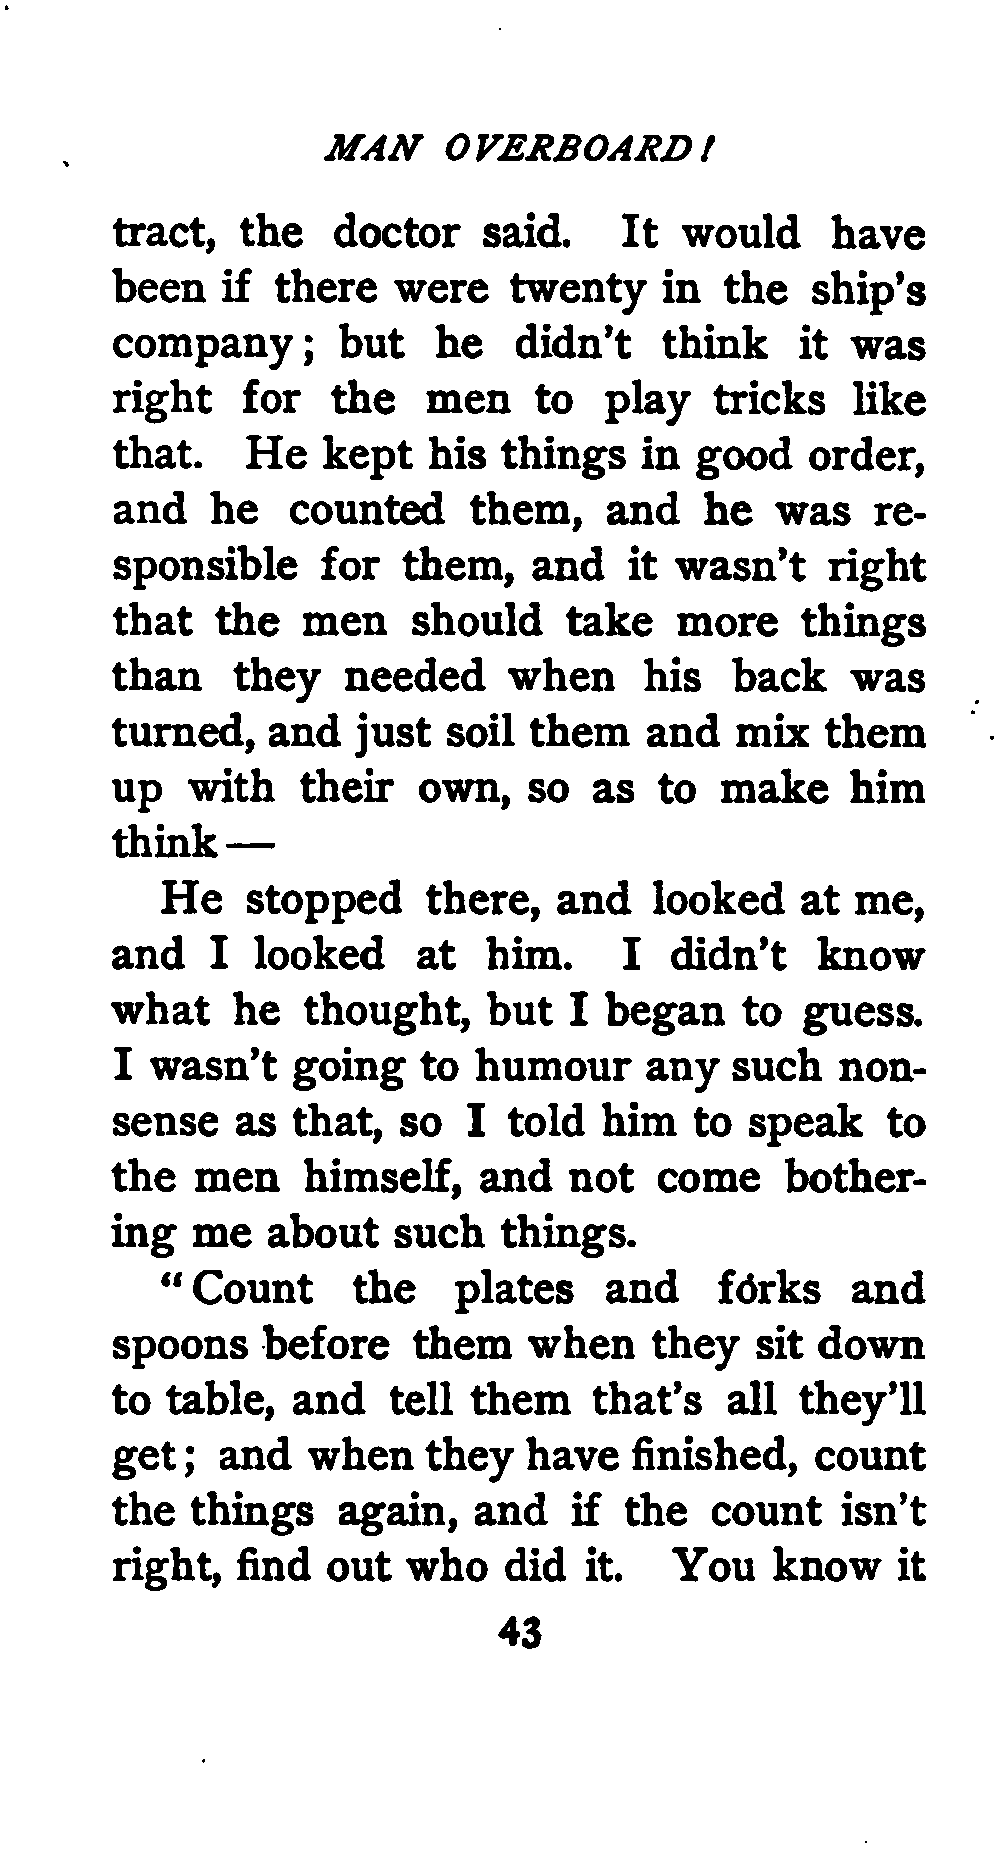 MAN OVERBOARD!
tract, the doctor said. It would have
been if there were twenty in the ship's
company; but he didn't think it was
right for the men to play tricks like
that. He kept his things in good order,
and he counted them, and he was re-
sponsible for them, and it wasn't right
that the men should take more things
than they needed when his back was
turned, and just soil them and mix them
up with their own, so as to make him
think—
He stopped there, and looked at me,
and I looked at him. I didn't know
what he thought, but I began to guess.
I wasn't going to humour any such non-
sense as that, so I told him to speak to
the men himself, and not come bother-
ing me about such things.
"Count the plates and forks and
spoons before them when they sit down
to table, and tell them that's all they'll
get; and when they have finished, count
the things again, and if the count isn't
right, find out who did it. You know it
43